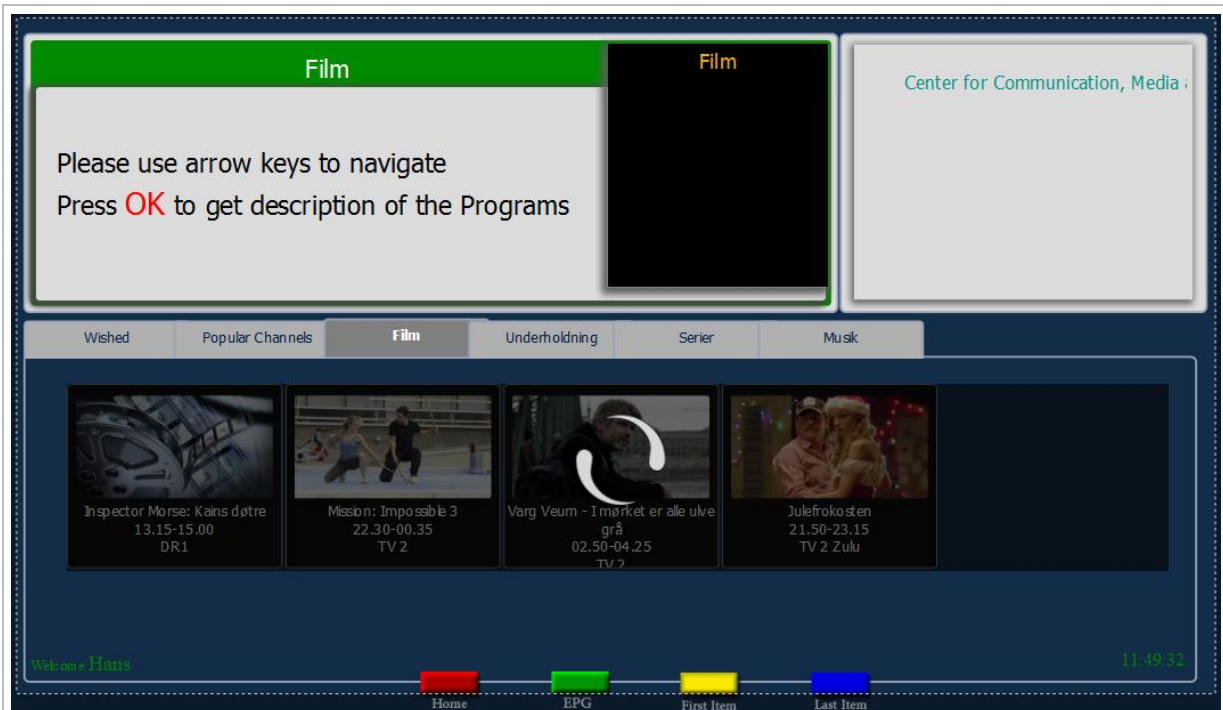 Film
Film
Center for Communication, Media
Please use arrow keys to navigate
Press OK to get description of the Programs
Wished
Popular Channels
Film
Underholdning
Serier
Musik
Inspector Morse: Kains døtre
13.15-15.00
DR1
Mission: Impossible 3
22.30-00.35
TV 2
Varg Veum - I mørket er alle ulve
grå
02.50-04.25
TV 2
Julefrokosten
21.50-23.15
TV 2 Zulu
Welcome Hans
11:49:32
Home
EPG
First Item
Last Item